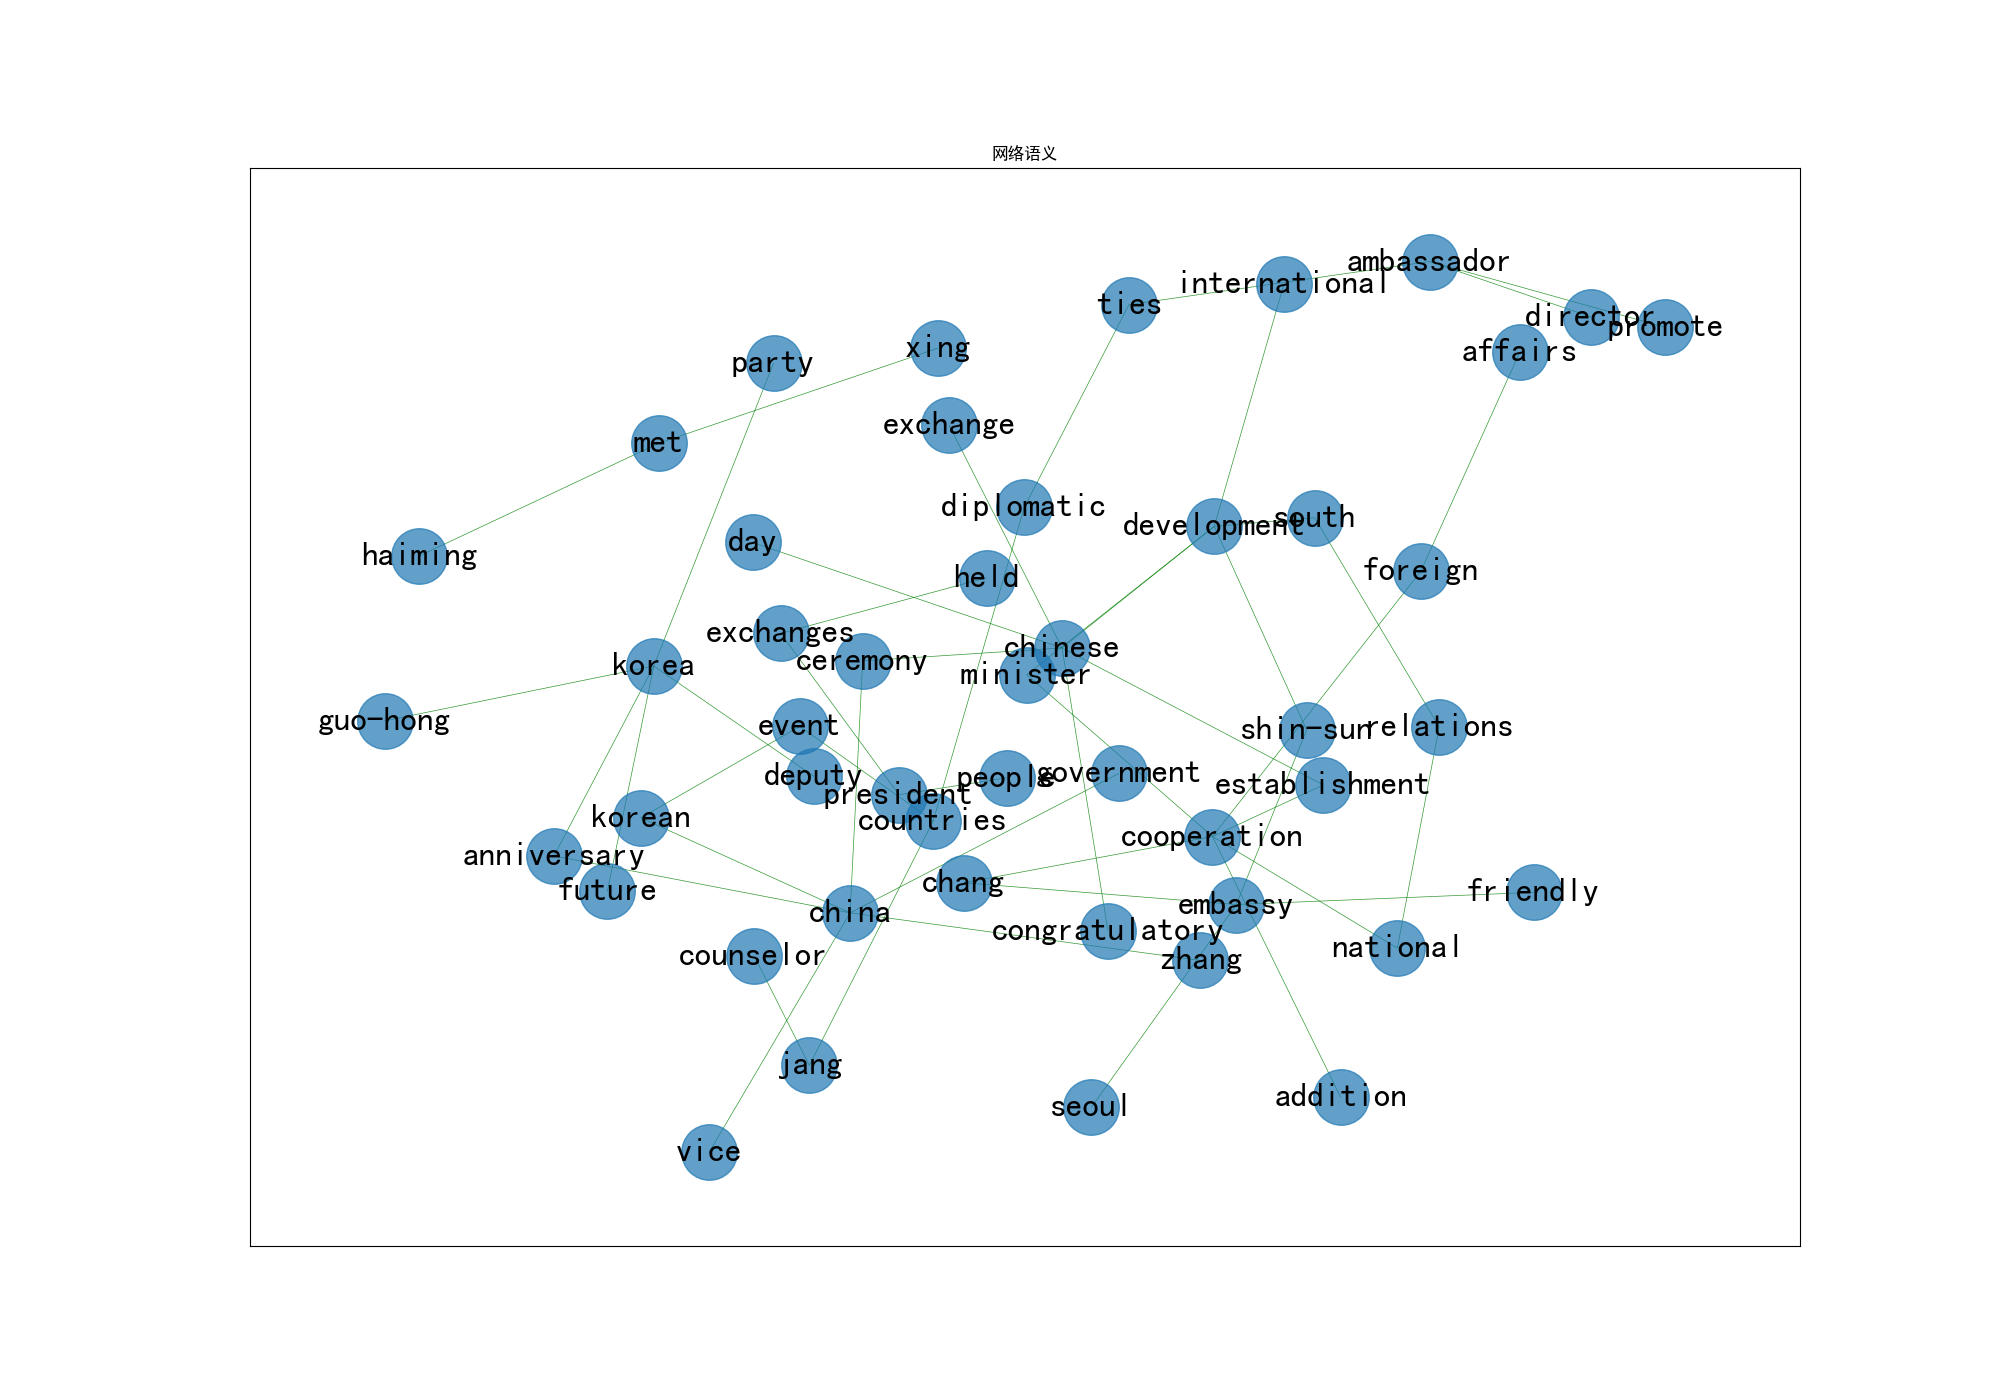 网络语义
ambassador
international
ties
director
promote
xing
affairs
party
exchange
met
diplomatic
south
development
day
haiming
foreign
held
exchanges
chinese
ceremony
korea
minister
guo-hong
event
relations
shin-sun
government
deputy
people
establishment
president
korean
countries
cooperation
anniversary
chang
future
friendly
embassy
china
congratulatory
national
counselor
zhang
jang
addition
seoul
vice